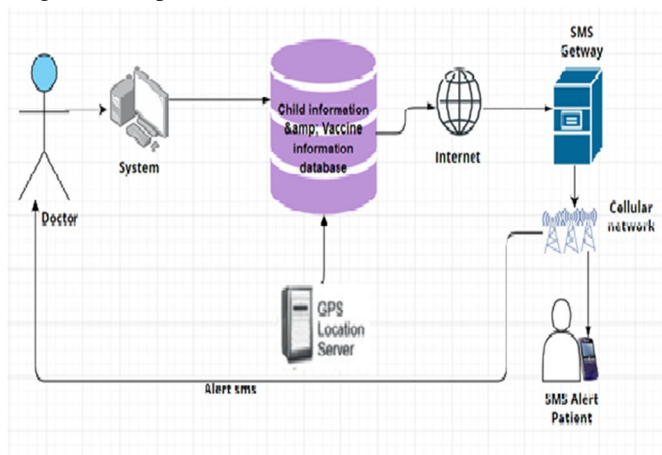 SMS
Getway
Child information
&amp; Vaccine
information
database
System
Internet
Doctor
Cellular
network
GPS
Location
Server
Alert sms
SMS Alert
Patient